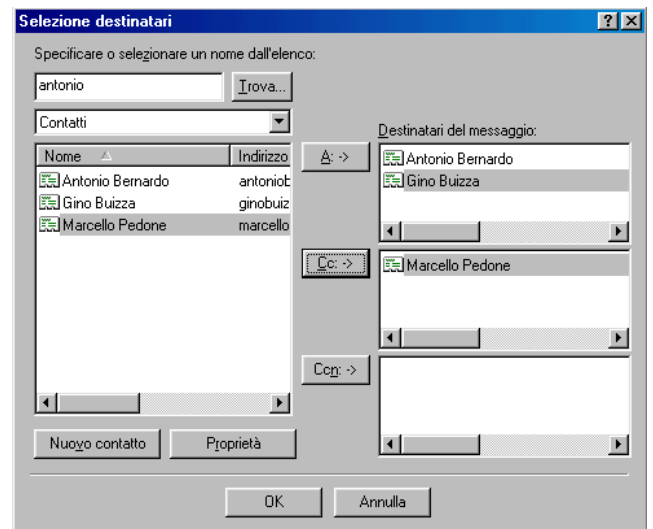 Selezione destinatari
Specificare o selezionare un nome dall'elenco:
antonio
Trova...
Contatti
Destinatari del messaggio:
Nome Indirizzo
A: ->
Antonio Bernardo
Antonio Bernardo antoniob
Gino Buizza
Gino Buizza ginobuiz
Marcello Pedone marcello
Cc: ->
Marcello Pedone
Ccn: ->
Nuovo contatto
Proprietà
OK
Annulla